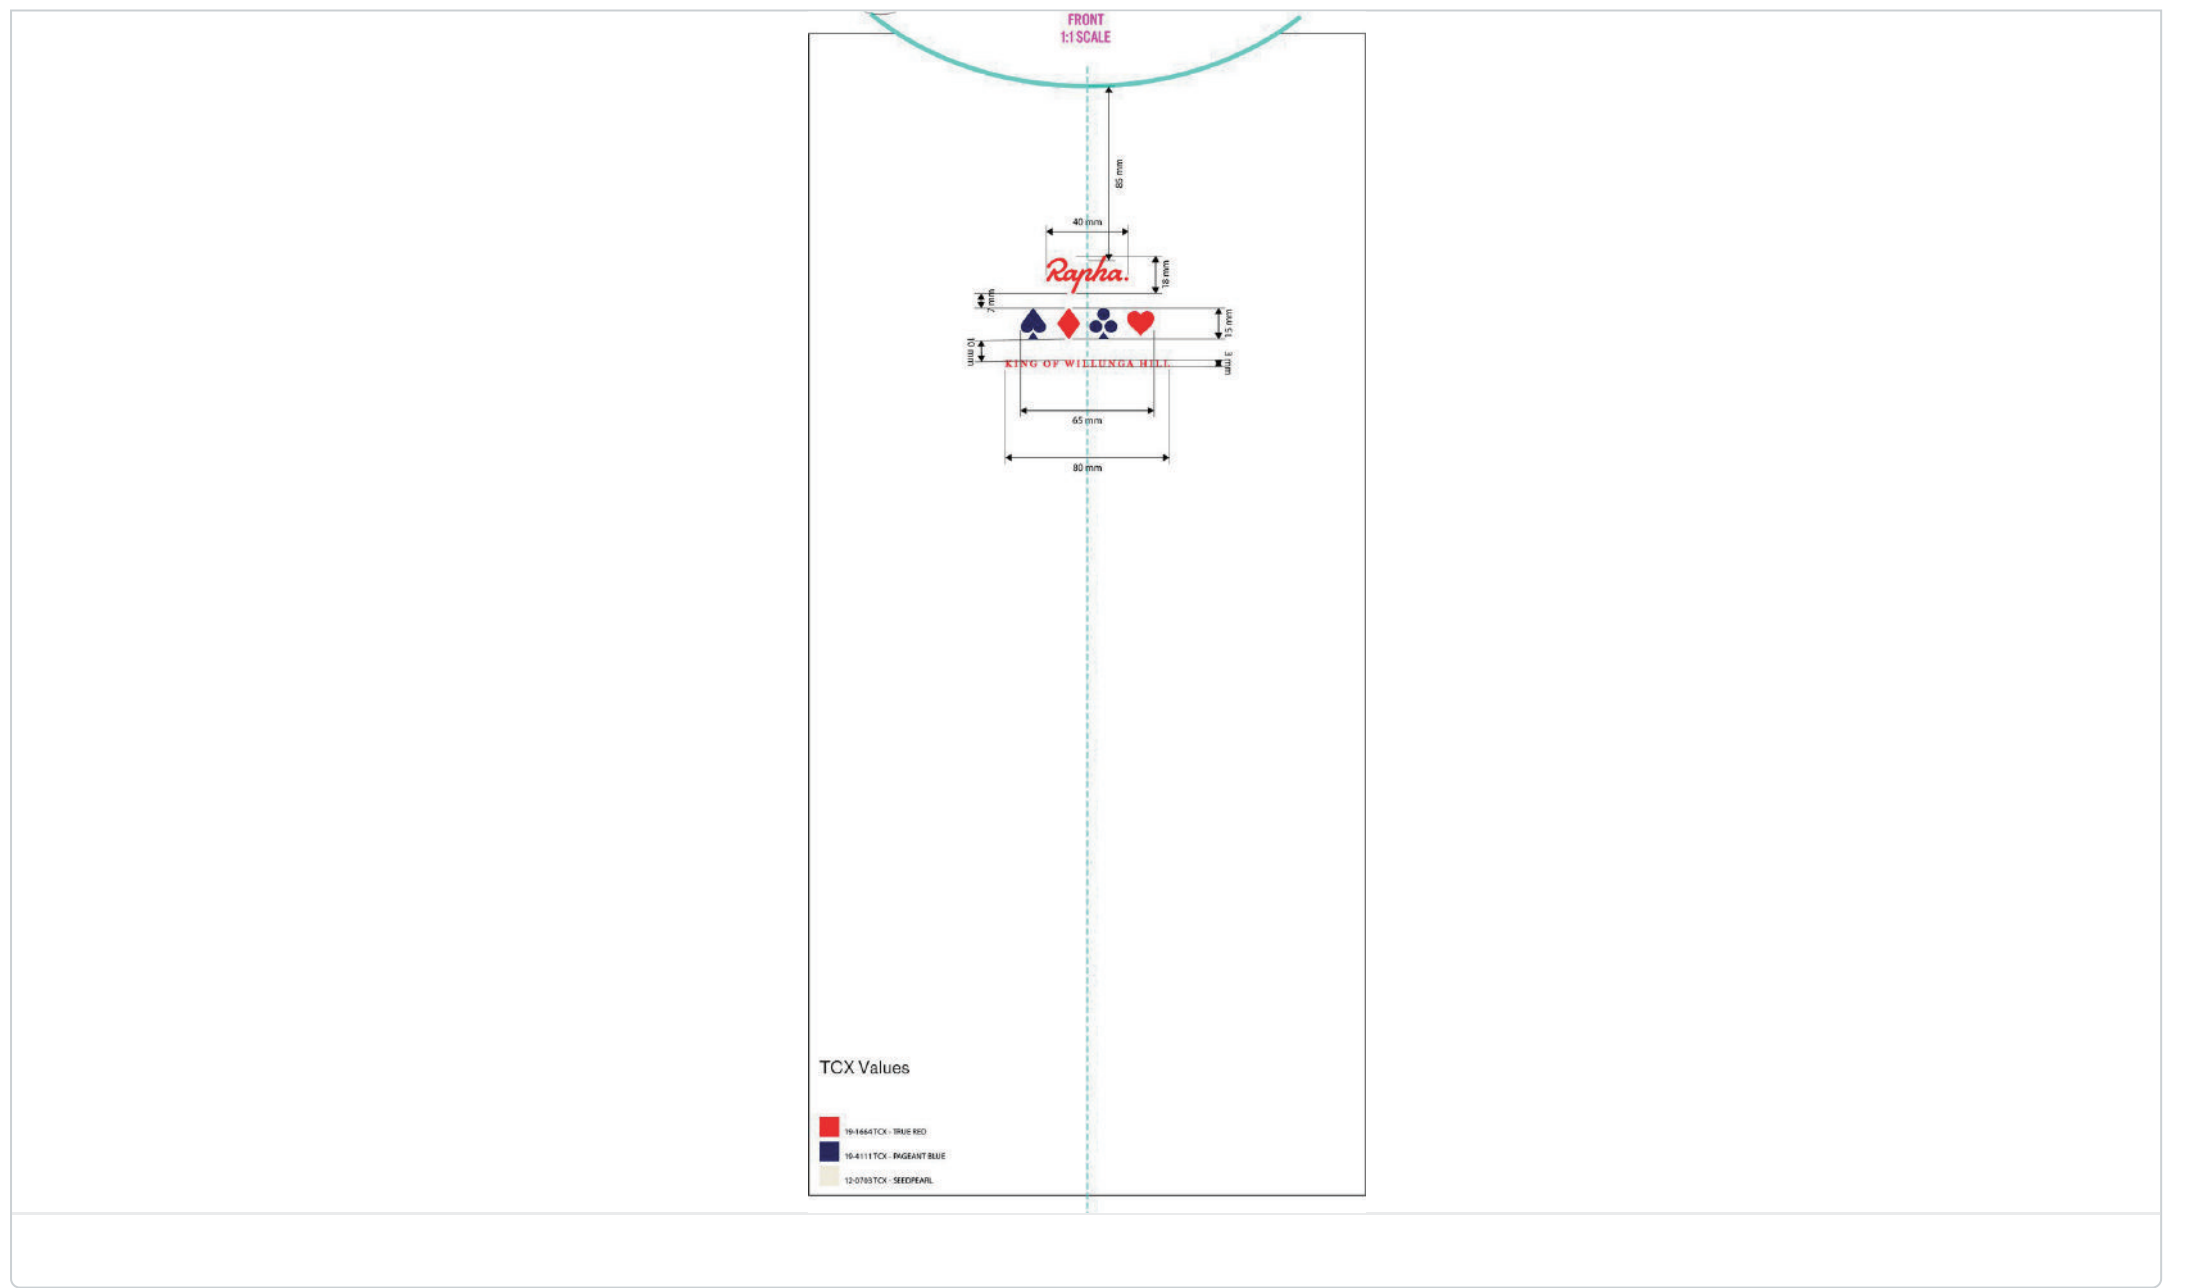 FRONT
1:1 SCALE
85 mm
40 mm
Rapha.
18 mm
7 mm
15 mm
10 mm
3 mm
KING OF WILLUNGA HILL
65 mm
80 mm
TCX Values
19-1664 TCX - TRUE RED
19-4111 TCX - PAGEANT BLUE
12-0703 TCX - SEEDPEARL